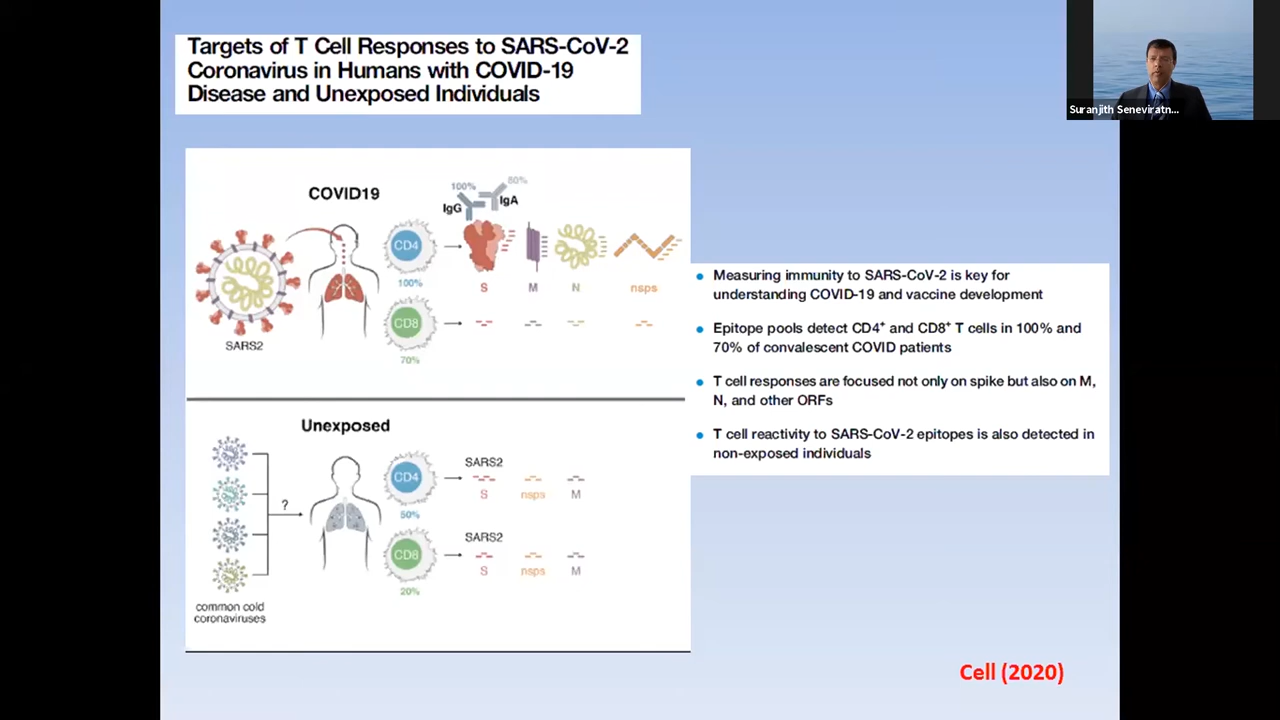 Targets of T Cell Responses to SARS-CoV-2
Coronavirus in Humans with COVID-19
Disease and Unexposed Individuals
Suranjith Seneviratn...
COVID19
100%
80%
IgG
IgA
CD4
100%
S
M
N
nsps
CD8
70%
SARS2
Unexposed
?
common cold
coronaviruses
CD4
50%
SARS2
S
nsps
M
CD8
20%
SARS2
S
nsps
M
Measuring immunity to SARS-CoV-2 is key for
understanding COVID-19 and vaccine development
Epitope pools detect CD4⁺ and CD8⁺ T cells in 100% and
70% of convalescent COVID patients
T cell responses are focused not only on spike but also on M,
N, and other ORFs
T cell reactivity to SARS-CoV-2 epitopes is also detected in
non-exposed individuals
Cell (2020)